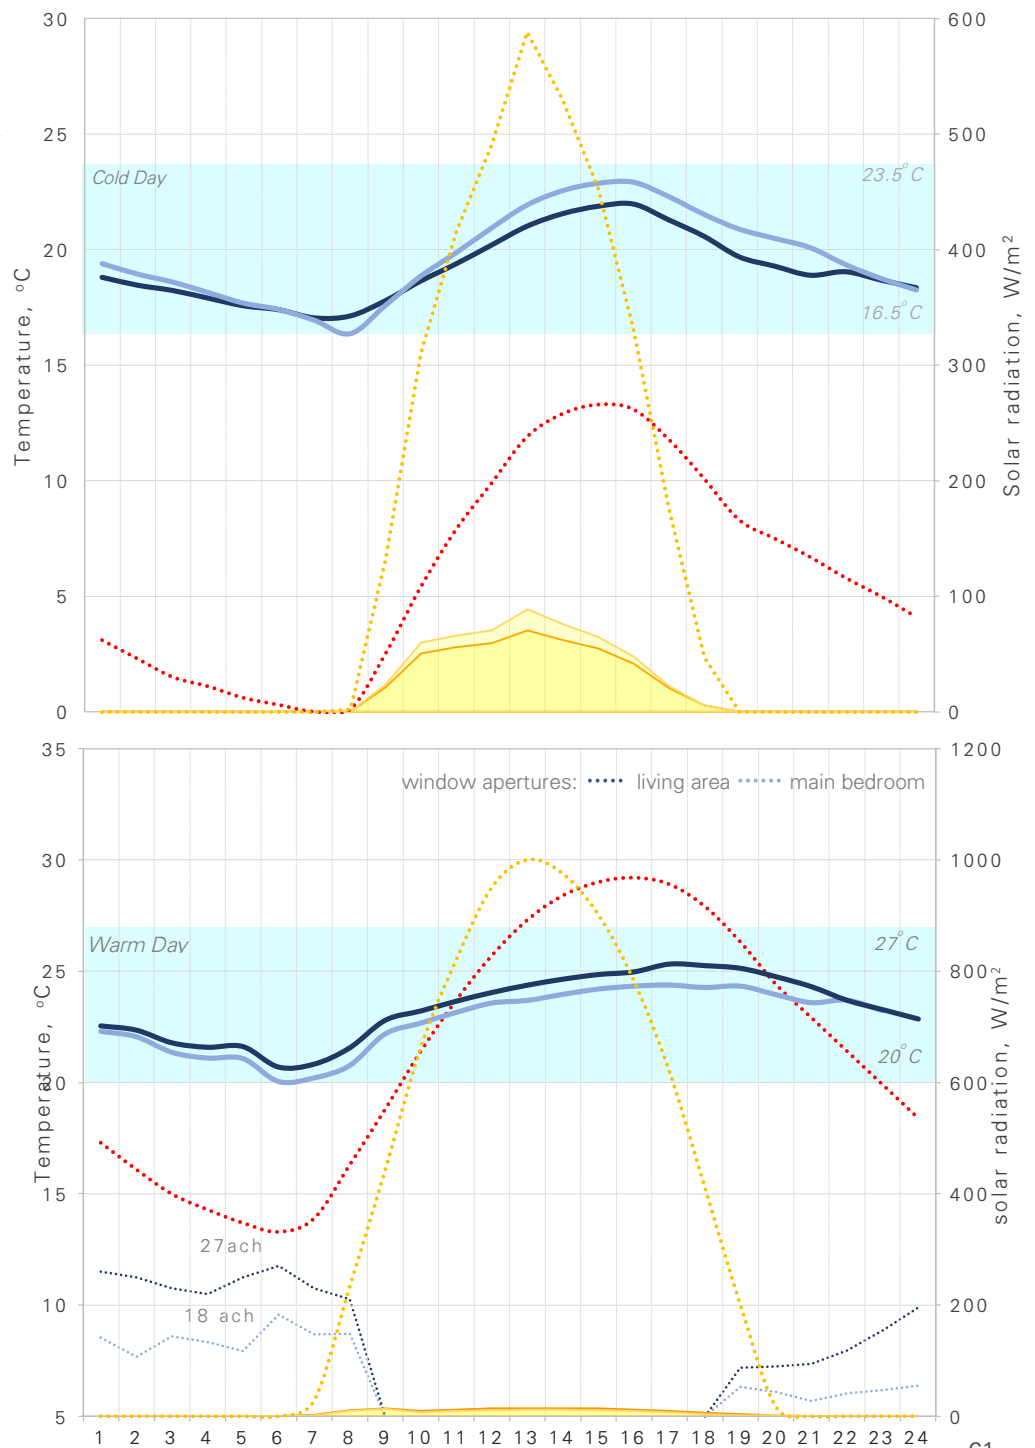 30
600
25
500
Cold Day
23.5°C
20
400
Temperature, °C
Solar radiation, W/m²
16.5°C
15
300
10
200
5
100
0
0
35
1200
window apertures: living area main bedroom
30
1000
Warm Day
27°C
25
800
Temperature, °C
solar radiation, W/m²
20°C
20
600
15
400
27ach
10
200
18 ach
5
0
1 2 3 4 5 6 7 8 9 10 11 12 13 14 15 16 17 18 19 20 21 22 23 24